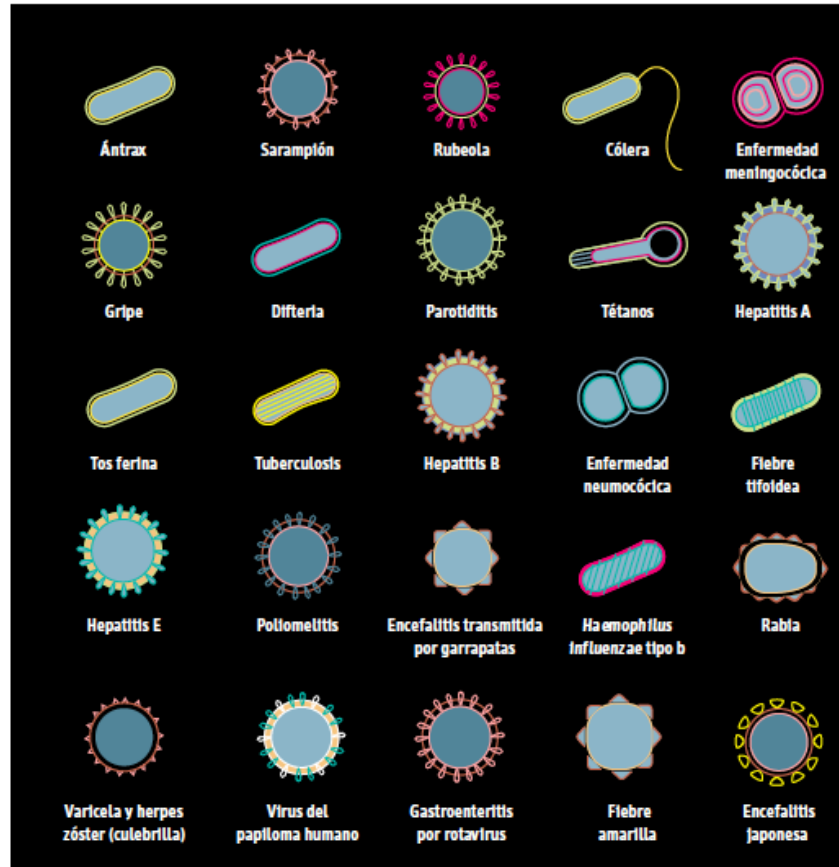 Ántrax
Sarampión
Rubeola
Cólera
Enfermedad
meningocócica
Gripe
Difteria
Parotiditis
Tétanos
Hepatitis A
Tos ferina
Tuberculosis
Hepatitis B
Enfermedad
neumocócica
Fiebre
tifoidea
Hepatitis E
Poliomelitis
Encefalitis transmitida
por garrapatas
Haemophilus
influenzae tipo b
Rabia
Varicela y herpes
zóster (culebrilla)
Virus del
papiloma humano
Gastroenteritis
por rotavirus
Fiebre
amarilla
Encefalitis
japonesa